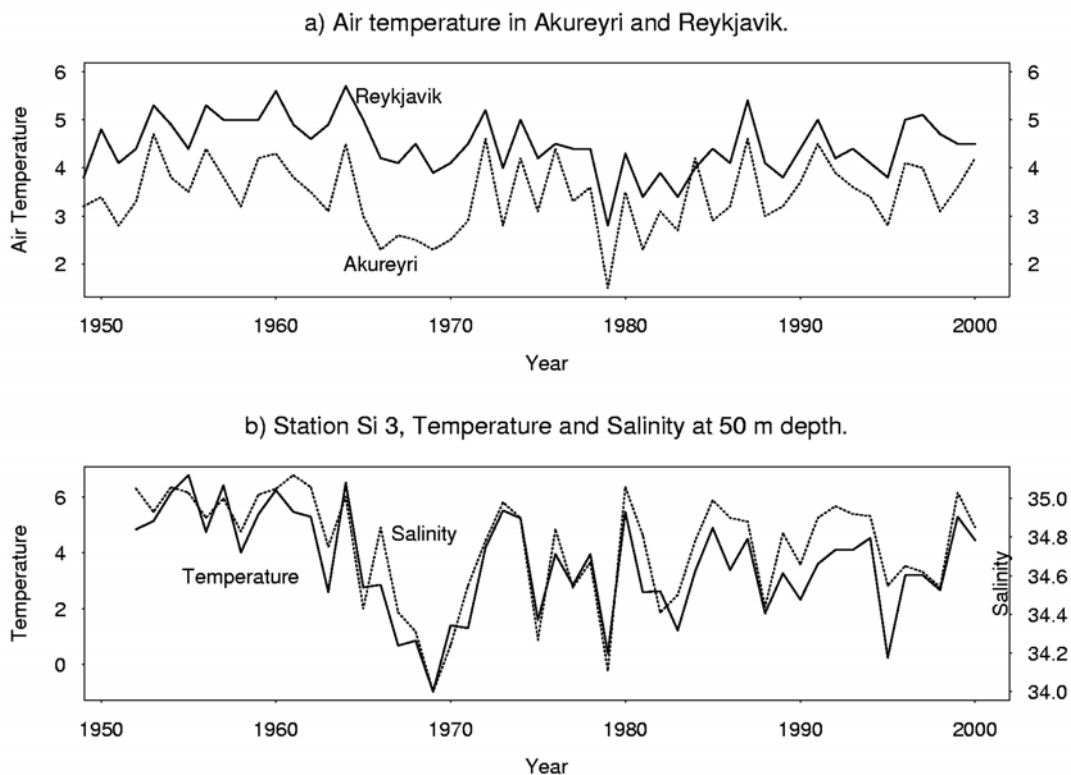 a) Air temperature in Akureyri and Reykjavik.
6
5
4
3
2
Air Temperature
Reykjavik
Akureyri
6
5
4
3
2
1950 1960 1970 1980 1990 2000
Year
b) Station Si 3, Temperature and Salinity at 50 m depth.
6
4
2
0
Temperature
Salinity
Temperature
35.0
34.8
34.6
34.4
34.2
34.0
Salinity
1950 1960 1970 1980 1990 2000
Year